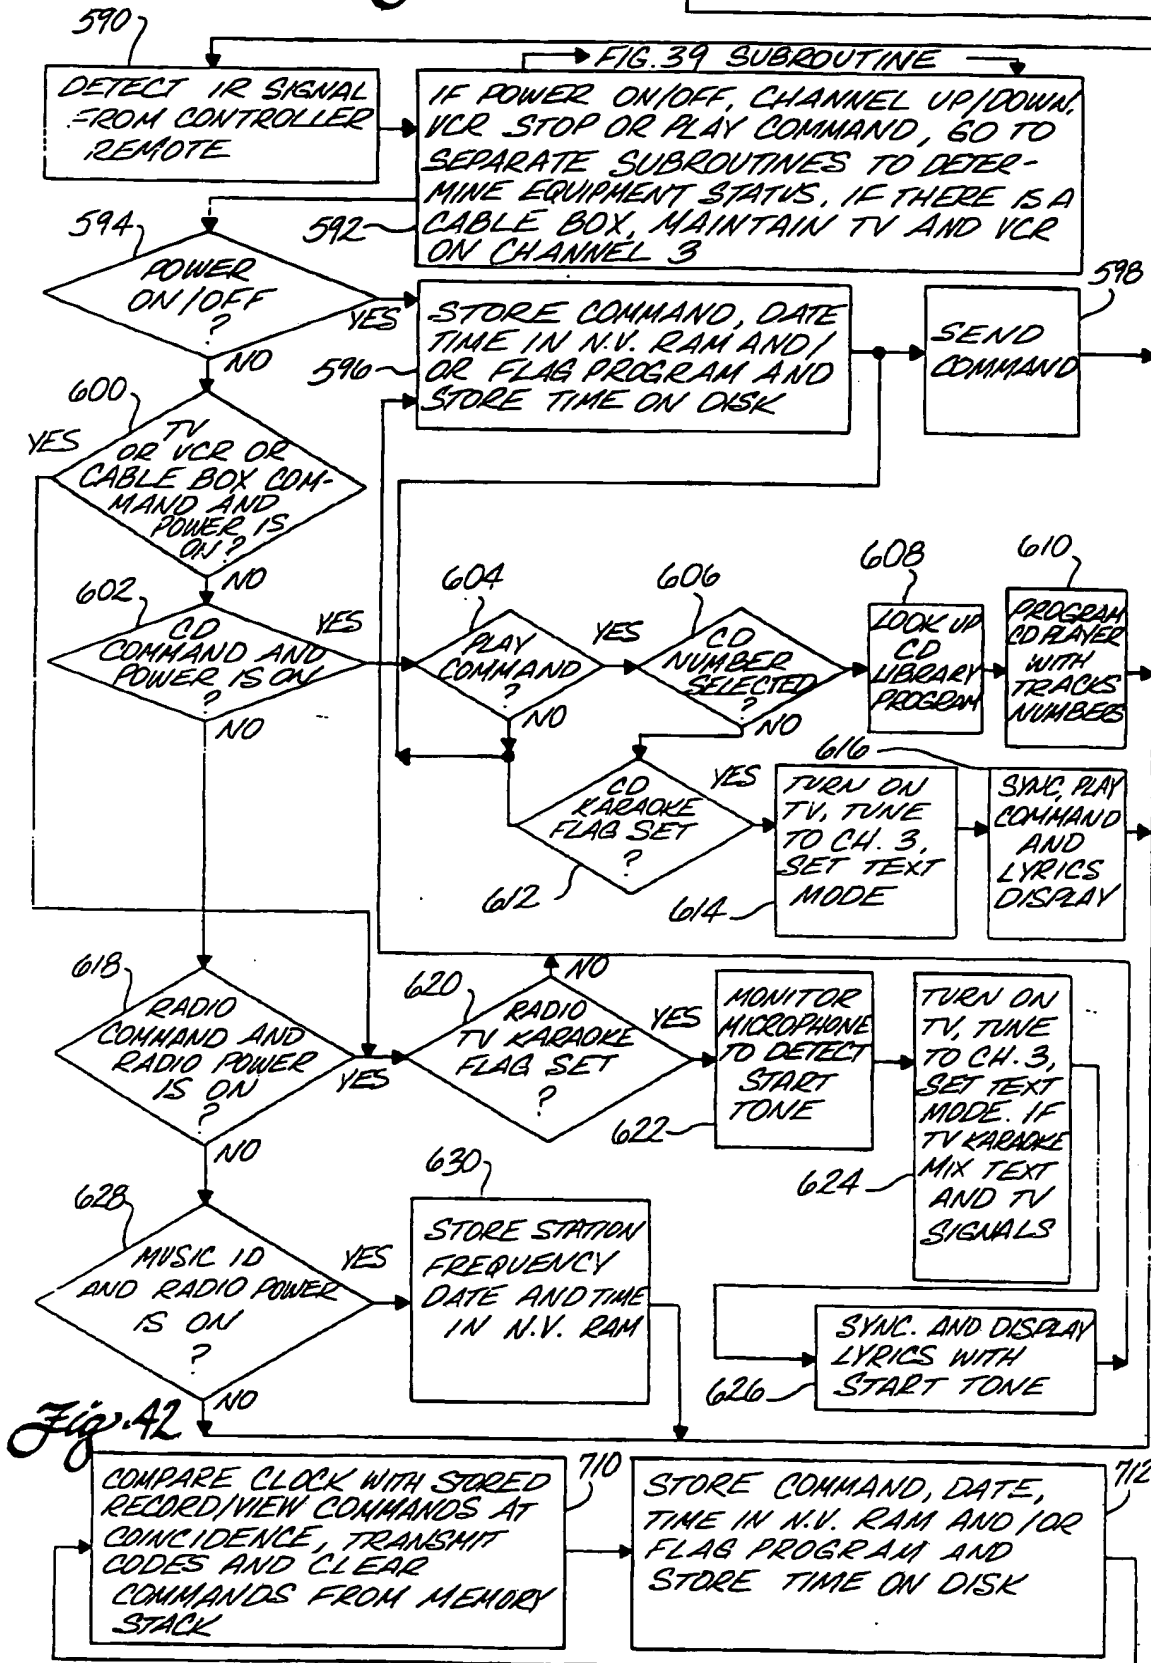 590
FIG. 39 SUBROUTINE
DETECT IR SIGNAL
FROM CONTROLLER
REMOTE
IF POWER ON/OFF, CHANNEL UP/DOWN,
VCR STOP OR PLAY COMMAND, GO TO
SEPARATE SUBROUTINES TO DETER-
MINE EQUIPMENT STATUS. IF THERE IS A
CABLE BOX, MAINTAIN TV AND VCR
ON CHANNEL 3
592
594
POWER
ON/OFF
?
YES
NO
STORE COMMAND, DATE
TIME IN N.V. RAM AND/
OR FLAG PROGRAM AND
STORE TIME ON DISK
596
598
SEND
COMMAND
600
YES
TV
OR VCR OR
CABLE BOX COM-
MAND AND
POWER IS
ON?
NO
602
CD
COMMAND AND
POWER IS ON
?
YES
NO
604
PLAY
COMMAND
?
YES
NO
606
CD
NUMBER
SELECTED
?
NO
608
LOOK UP
CD
LIBRARY
PROGRAM
610
PROGRAM
CD PLAYER
WITH
TRACKS
NUMBERS
CD
KARAOKE
FLAG SET
?
YES
612
TURN ON
TV, TUNE
TO CH. 3,
SET TEXT
MODE
614
616
SYNC, PLAY
COMMAND
AND
LYRICS
DISPLAY
618
RADIO
COMMAND AND
RADIO POWER
IS ON
?
YES
NO
620
NO
RADIO
TV KARAOKE
FLAG SET
?
YES
MONITOR
MICROPHONE
TO DETECT
START
TONE
622
TURN ON
TV, TUNE
TO CH. 3,
SET TEXT
MODE. IF
TV KARAOKE
MIX TEXT
AND TV
SIGNALS
624
SYNC. AND DISPLAY
LYRICS WITH
START TONE
626
628
MUSIC ID
AND RADIO POWER
IS ON
?
YES
NO
630
STORE STATION
FREQUENCY
DATE AND TIME
IN N.V. RAM
Fig. 42
COMPARE CLOCK WITH STORED
RECORD/VIEW COMMANDS AT
COINCIDENCE, TRANSMIT
CODES AND CLEAR
COMMANDS FROM MEMORY
STACK
710
STORE COMMAND, DATE,
TIME IN N.V. RAM AND/OR
FLAG PROGRAM AND
STORE TIME ON DISK
712